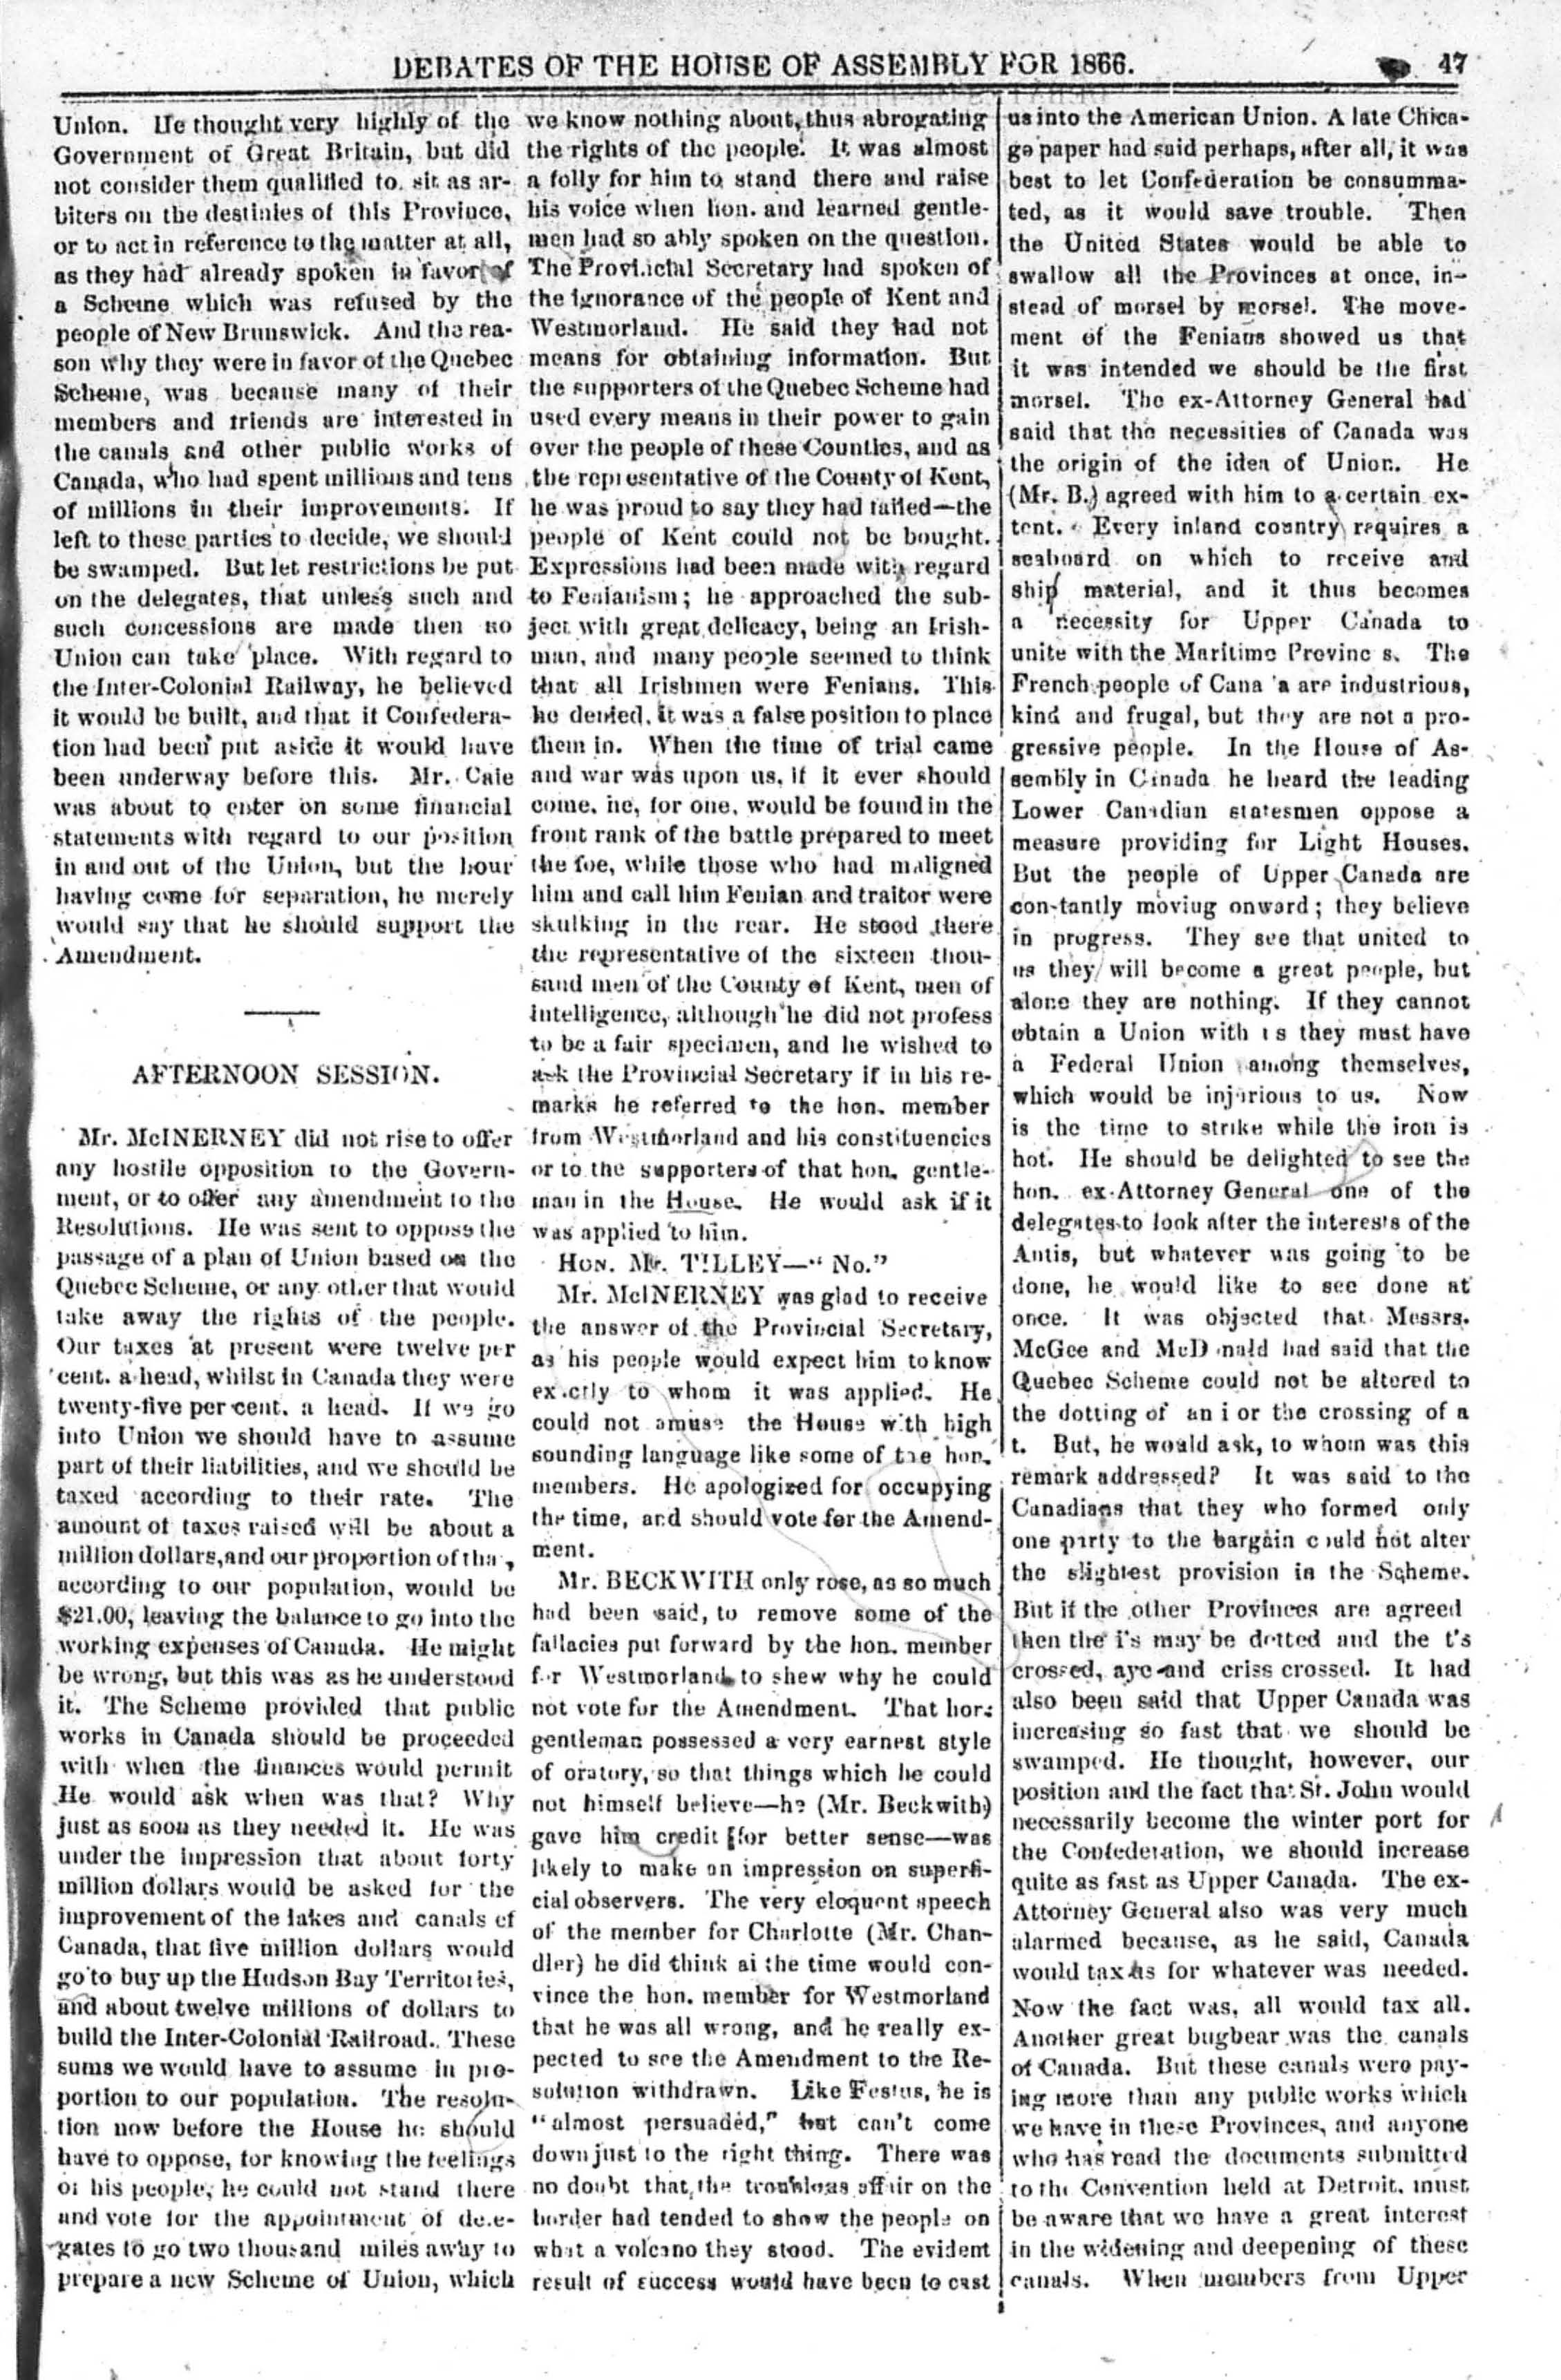 DEBATES OF THE HOUSE OF ASSEMBLY FOR 1866. 47
Union. He thought very highly of the
Government of Great Britain, but did
not consider them qualified to sit as ar-
biters on the destinies of this Province,
or to act in reference to the matter at all,
as they had already spoken in favor of
a Scheme which was refused by the
people of New Brunswick. And the rea-
son why they were in favor of the Quebec
Scheme, was because many of their
members and friends are interested in
the canals and other public works of
Canada, who had spent millions and tens
of millions in their improvements. If
left to these parties to decide, we should
be swamped. But let restrictions be put
on the delegates, that unless such and
such concessions are made then no
Union can take place. With regard to
the Inter-Colonial Railway, he believed
it would be built, and that if Confedera-
tion had been put aside it would have
been underway before this. Mr. Caie
was about to enter on some financial
statements with regard to our position
in and out of the Union, but the hour
having come for separation, he merely
would say that he should support the
Amendment.
AFTERNOON SESSION.
Mr. McINERNEY did not rise to offer
any hostile opposition to the Govern-
ment, or to offer any amendment to the
Resolutions. He was sent to oppose the
passage of a plan of Union based on the
Quebec Scheme, or any other that would
take away the rights of the people.
Our taxes at present were twelve per
cent. a head, whilst in Canada they were
twenty-five per cent. a head. If we go
into Union we should have to assume
part of their liabilities, and we should be
taxed according to their rate. The
amount of taxes raised will be about a
million dollars, and our proportion of tha ,
according to our population, would be
$21.00, leaving the balance to go into the
working expenses of Canada. He might
be wrong, but this was as he understood
it. The Scheme provided that public
works in Canada should be proceeded
with when the finances would permit
He would ask when was that? Why
just as soon as they needed it. He was
under the impression that about forty
million dollars would be asked for the
improvement of the lakes and canals of
Canada, that five million dollars would
go to buy up the Hudson Bay Territories,
and about twelve millions of dollars to
build the Inter-Colonial Railroad. These
sums we would have to assume in pro-
portion to our population. The resolu-
tion now before the House he should
have to oppose, for knowing the feelings
of his people, he could not stand there
and vote for the appointment of dele-
gates to go two thousand miles away to
prepare a new Scheme of Union, which
we know nothing about, thus abrogating
the rights of the people. It was almost
a folly for him to stand there and raise
his voice when hon. and learned gentle-
men had so ably spoken on the question.
The Provincial Secretary had spoken of
the ignorance of the people of Kent and
Westmorland. He said they had not
means for obtaining information. But
the supporters of the Quebec Scheme had
used every means in their power to gain
over the people of these Counties, and as
the representative of the County of Kent,
he was proud to say they had failed—the
people of Kent could not be bought.
Expressions had been made with regard
to Fenianism; he approached the sub-
ject with great delicacy, being an Irish-
man, and many people seemed to think
that all Irishmen were Fenians. This
he denied, it was a false position to place
them in. When the time of trial came
and war was upon us, if it ever should
come, he, for one, would be found in the
front rank of the battle prepared to meet
the foe, while those who had maligned
him and call him Fenian and traitor were
skulking in the rear. He stood there
the representative of the sixteen thou-
sand men of the County of Kent, men of
intelligence, although he did not profess
to be a fair specimen, and he wished to
ask the Provincial Secretary if in his re-
marks he referred to the hon. member
from Westmorland and his constituencies
or to the supporters of that hon. gentle-
man in the House. He would ask if it
was applied to him.
HON. Mr. TILLEY—"No."
Mr. McINERNEY was glad to receive
the answer of the Provincial Secretary,
as his people would expect him to know
exactly to whom it was applied. He
could not amuse the House with high
sounding language like some of the hon.
members. He apologized for occupying
the time, and should vote for the Amend-
ment.
Mr. BECKWITH only rose, as so much
had been said, to remove some of the
fallacies put forward by the hon. member
for Westmorland, to shew why he could
not vote for the Amendment. That hon.
gentleman possessed a very earnest style
of oratory, so that things which he could
not himself believe—he (Mr. Beckwith)
gave him credit for better sense—was
likely to make an impression on superfi-
cial observers. The very eloquent speech
of the member for Charlotte (Mr. Chan-
dler) he did think at the time would con-
vince the hon. member for Westmorland
that he was all wrong, and he really ex-
pected to see the Amendment to the Re-
solution withdrawn. Like Festus, he is
"almost persuaded," but can't come
down just to the right thing. There was
no doubt that the troublous affair on the
border had tended to show the people on
what a volcano they stood. The evident
result of success would have been to cast
us into the American Union. A late Chica-
go paper had said perhaps, after all, it was
best to let Confederation be consumma-
ted, as it would save trouble. Then
the United States would be able to
swallow all the Provinces at once, in-
stead of morsel by morsel. The move-
ment of the Fenians showed us that
it was intended we should be the first
morsel. The ex-Attorney General had
said that the necessities of Canada was
the origin of the idea of Union. He
(Mr. B.) agreed with him to a certain ex-
tent. Every inland country requires a
seaboard on which to receive and
ship material, and it thus becomes
a necessity for Upper Canada to
unite with the Maritime Provinc s. The
French people of Cana a are industrious,
kind and frugal, but they are not a pro-
gressive people. In the House of As-
sembly in Canada he heard the leading
Lower Canadian statesmen oppose a
measure providing for Light Houses.
But the people of Upper Canada are
constantly moving onward; they believe
in progress. They see that united to
us they will become a great people, but
alone they are nothing. If they cannot
obtain a Union with us they must have
a Federal Union among themselves,
which would be injurious to us. Now
is the time to strike while the iron is
hot. He should be delighted to see the
hon. ex-Attorney General one of the
delegates to look after the interests of the
Antis, but whatever was going to be
done, he would like to see done at
once. It was objected that Messrs.
McGee and McDonald had said that the
Quebec Scheme could not be altered to
the dotting of an i or the crossing of a
t. But, he would ask, to whom was this
remark addressed? It was said to the
Canadians that they who formed only
one party to the bargain could not alter
the slightest provision in the Scheme.
But if the other Provinces are agreed
then the i's may be dotted and the t's
crossed, aye and criss crossed. It had
also been said that Upper Canada was
increasing so fast that we should be
swamped. He thought, however, our
position and the fact that St. John would
necessarily become the winter port for
the Confederation, we should increase
quite as fast as Upper Canada. The ex-
Attorney General also was very much
alarmed because, as he said, Canada
would tax us for whatever was needed.
Now the fact was, all would tax all.
Another great bugbear was the canals
of Canada. But these canals were pay-
ing more than any public works which
we have in these Provinces, and anyone
who has read the documents submitted
to the Convention held at Detroit, must
be aware that we have a great interest
in the widening and deepening of these
canals. When members from Upper